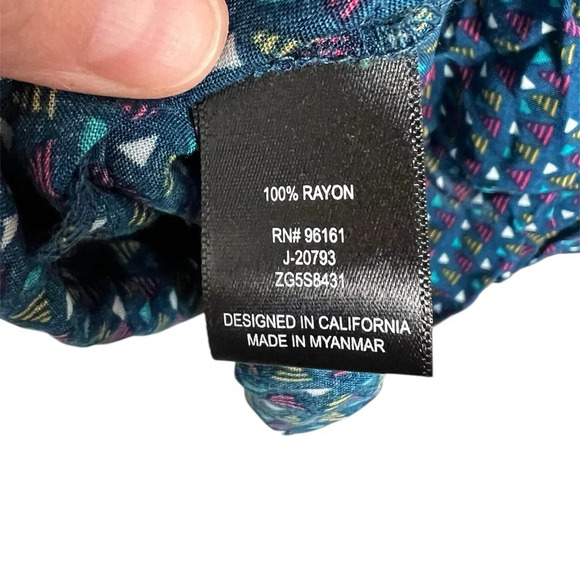 100% RAYON
RN# 96161
J-20793
ZG5S8431
DESIGNED IN CALIFORNIA
MADE IN MYANMAR